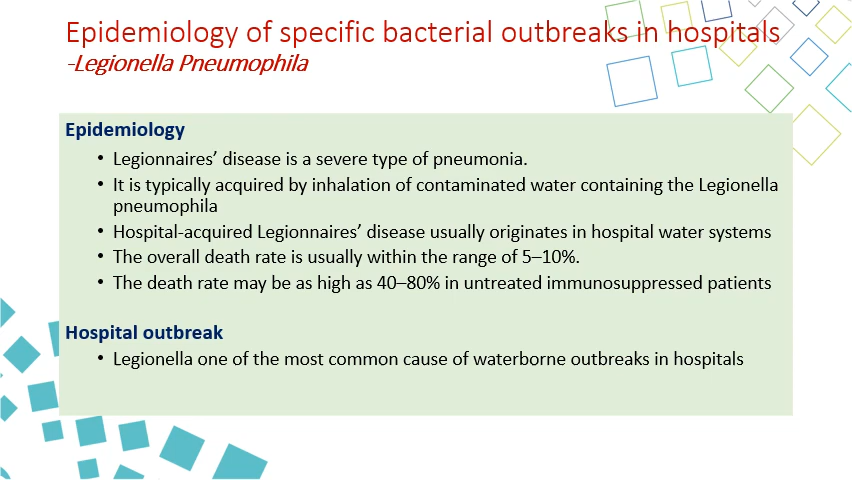 Epidemiology of specific bacterial outbreaks in hospitals
-Legionella Pneumophila
Epidemiology
• Legionnaires’ disease is a severe type of pneumonia.
• It is typically acquired by inhalation of contaminated water containing the Legionella
pneumophila
• Hospital-acquired Legionnaires’ disease usually originates in hospital water systems
• The overall death rate is usually within the range of 5–10%.
• The death rate may be as high as 40–80% in untreated immunosuppressed patients
Hospital outbreak
• Legionella one of the most common cause of waterborne outbreaks in hospitals